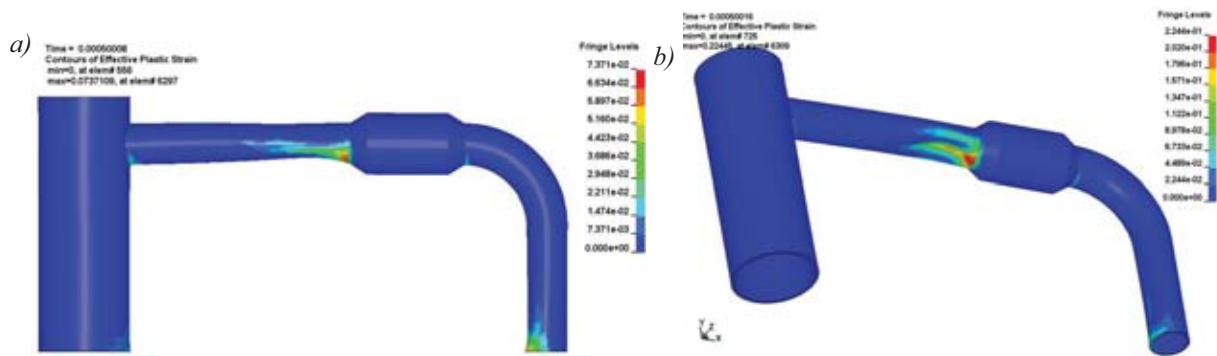 a)
Time = 0.00050008
Contours of Effective Plastic Strain
min=0, at elem# 556
max=0.0737109, at elem# 6297
Fringe Levels
7.371e-02
6.634e-02
5.897e-02
5.160e-02
4.423e-02
3.686e-02
2.948e-02
2.211e-02
1.474e-02
7.371e-03
0.000e+00
b)
Time = 0.00050016
Contours of Effective Plastic Strain
min=0, at elem# 725
max=0.22445, at elem# 6309
Fringe Levels
2.244e-01
2.020e-01
1.796e-01
1.571e-01
1.347e-01
1.122e-01
8.978e-02
6.733e-02
4.489e-02
2.244e-02
0.000e+00
Y
Z
X